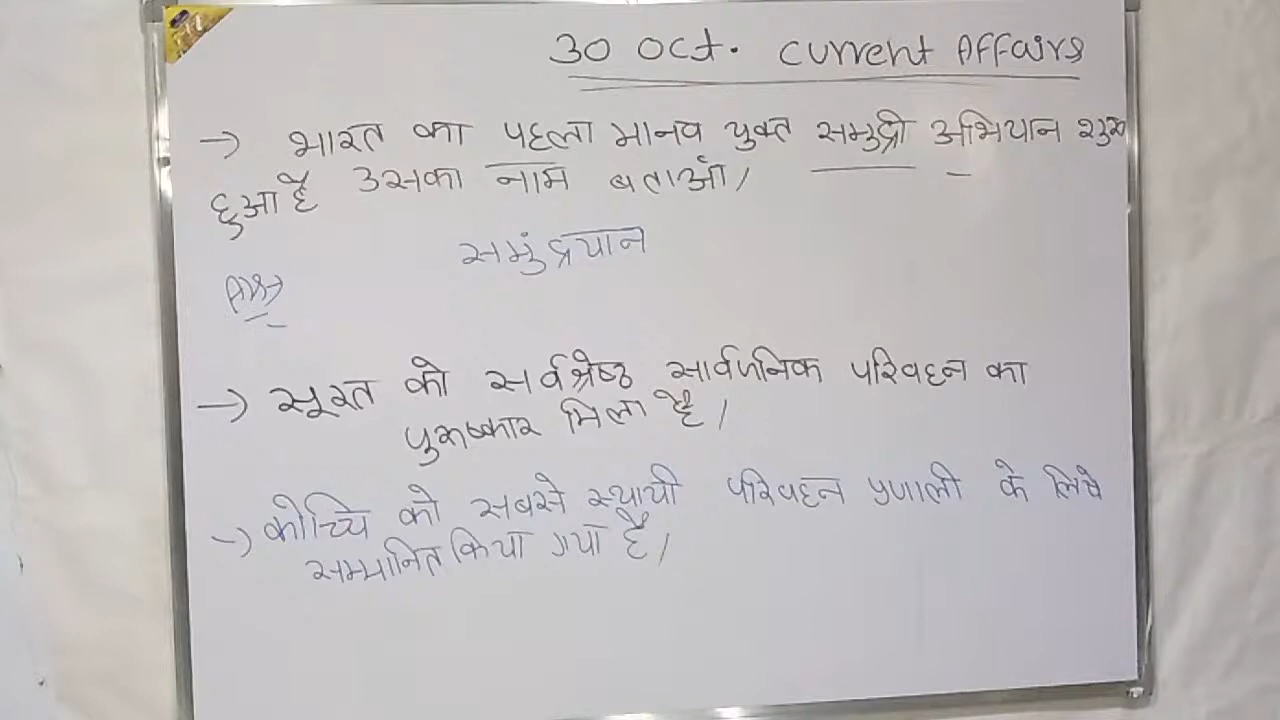 30 Oct. Current Affairs
→ भारत का पहला मानव युक्त समुद्री अभियान शुरू
हुआ है उसका नाम बताओ।
समुंद्रयान
Ans→
→ सूरत को सर्वश्रेष्ठ सार्वजनिक परिवहन का
पुरुष्कार मिला है।
→ कोच्चि को सबसे स्थायी परिवहन प्रणाली के लिये
सम्मानित किया गया है।